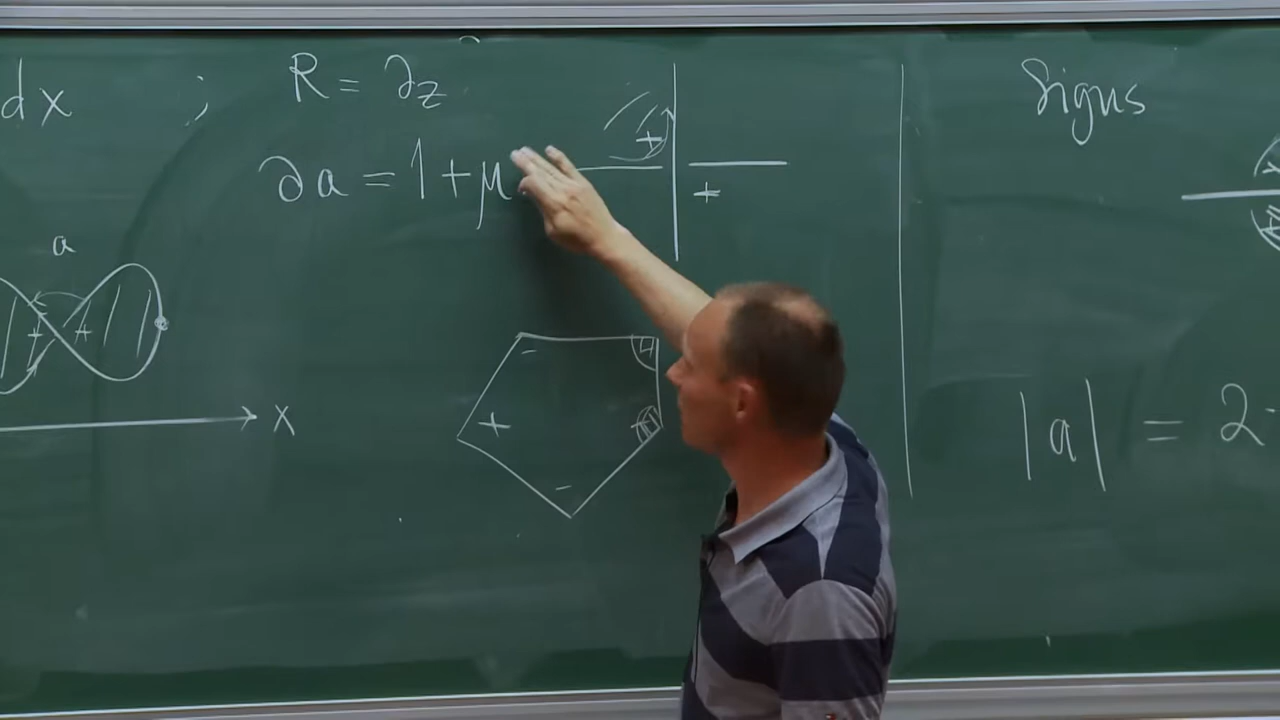 dx ; R = ∂z
∂a = 1 + μ
+
+
a
+ +
x
−
+
−
Signs
|a| = 2